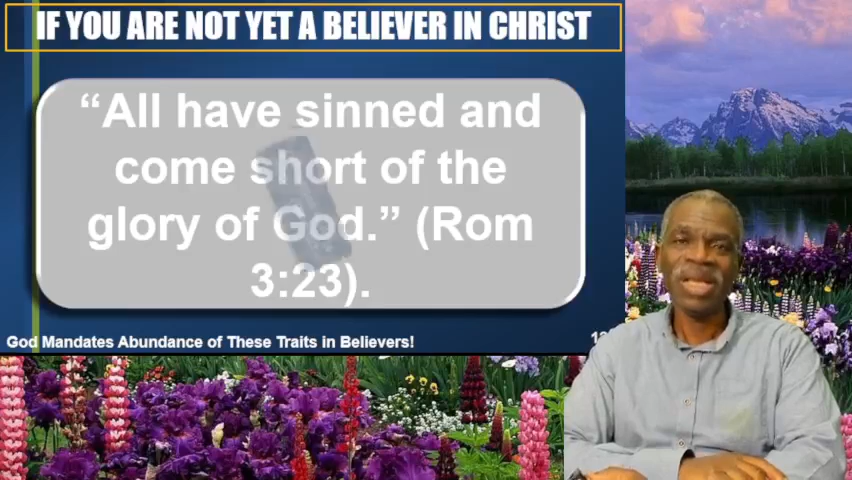 IF YOU ARE NOT YET A BELIEVER IN CHRIST
“All have sinned and
come short of the
glory of God.” (Rom
3:23).
God Mandates Abundance of These Traits in Believers!